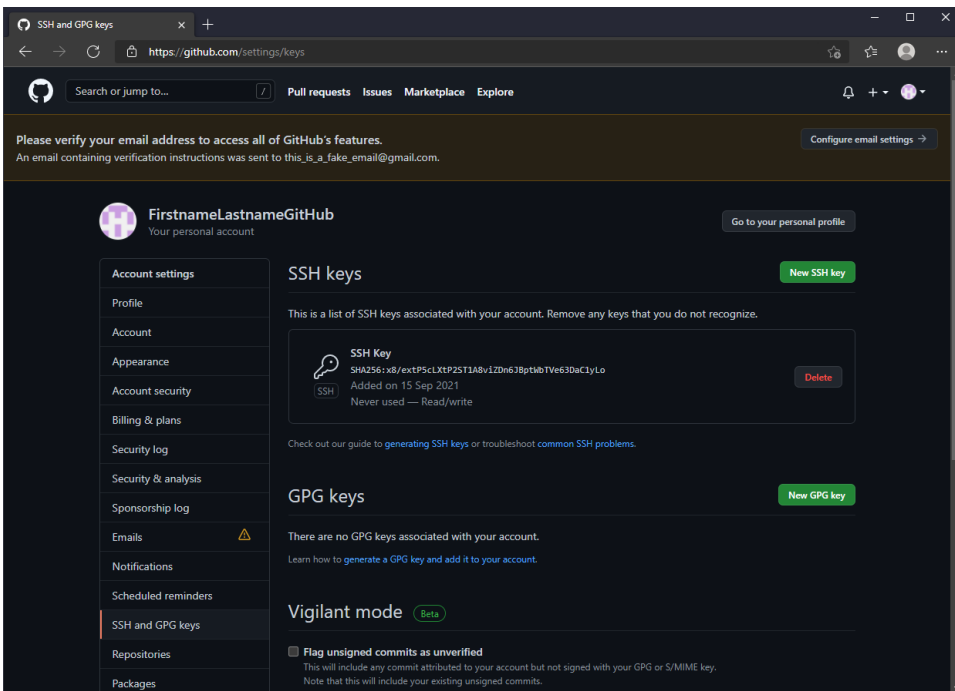 SSH and GPG keys
https://github.com/settings/keys
Search or jump to... /
Pull requests Issues Marketplace Explore
Please verify your email address to access all of GitHub's features.
An email containing verification instructions was sent to this_is_a_fake_email@gmail.com.
Configure email settings →
FirstnameLastnameGitHub
Your personal account
Go to your personal profile
Account settings
Profile
Account
Appearance
Account security
Billing & plans
Security log
Security & analysis
Sponsorship log
Emails
Notifications
Scheduled reminders
SSH and GPG keys
Repositories
Packages
SSH keys
New SSH key
This is a list of SSH keys associated with your account. Remove any keys that you do not recognize.
SSH Key
SHA256:x8/extP5cLXtP2ST1A8viZDn6JBptWbTVe63DaC1yLo
SSH
Added on 15 Sep 2021
Never used — Read/write
Delete
Check out our guide to generating SSH keys or troubleshoot common SSH problems.
GPG keys
New GPG key
There are no GPG keys associated with your account.
Learn how to generate a GPG key and add it to your account.
Vigilant mode Beta
Flag unsigned commits as unverified
This will include any commit attributed to your account but not signed with your GPG or S/MIME key.
Note that this will include your existing unsigned commits.